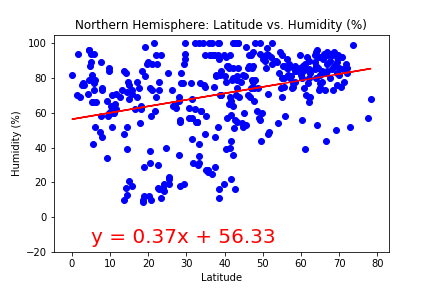 Northern Hemisphere: Latitude vs. Humidity (%)
100
80
60
40
20
0
−20
Humidity (%)
y = 0.37x + 56.33
0 10 20 30 40 50 60 70 80
Latitude